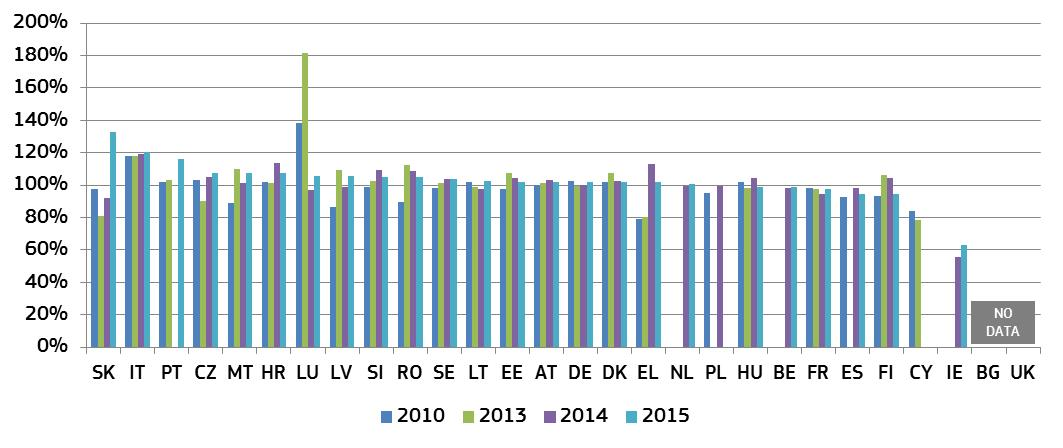 200%
180%
160%
140%
120%
100%
80%
60%
40%
20%
0%
NO
DATA
SK IT PT CZ MT HR LU LV SI RO SE LT EE AT DE DK EL NL PL HU BE FR ES FI CY IE BG UK
2010 2013 2014 2015